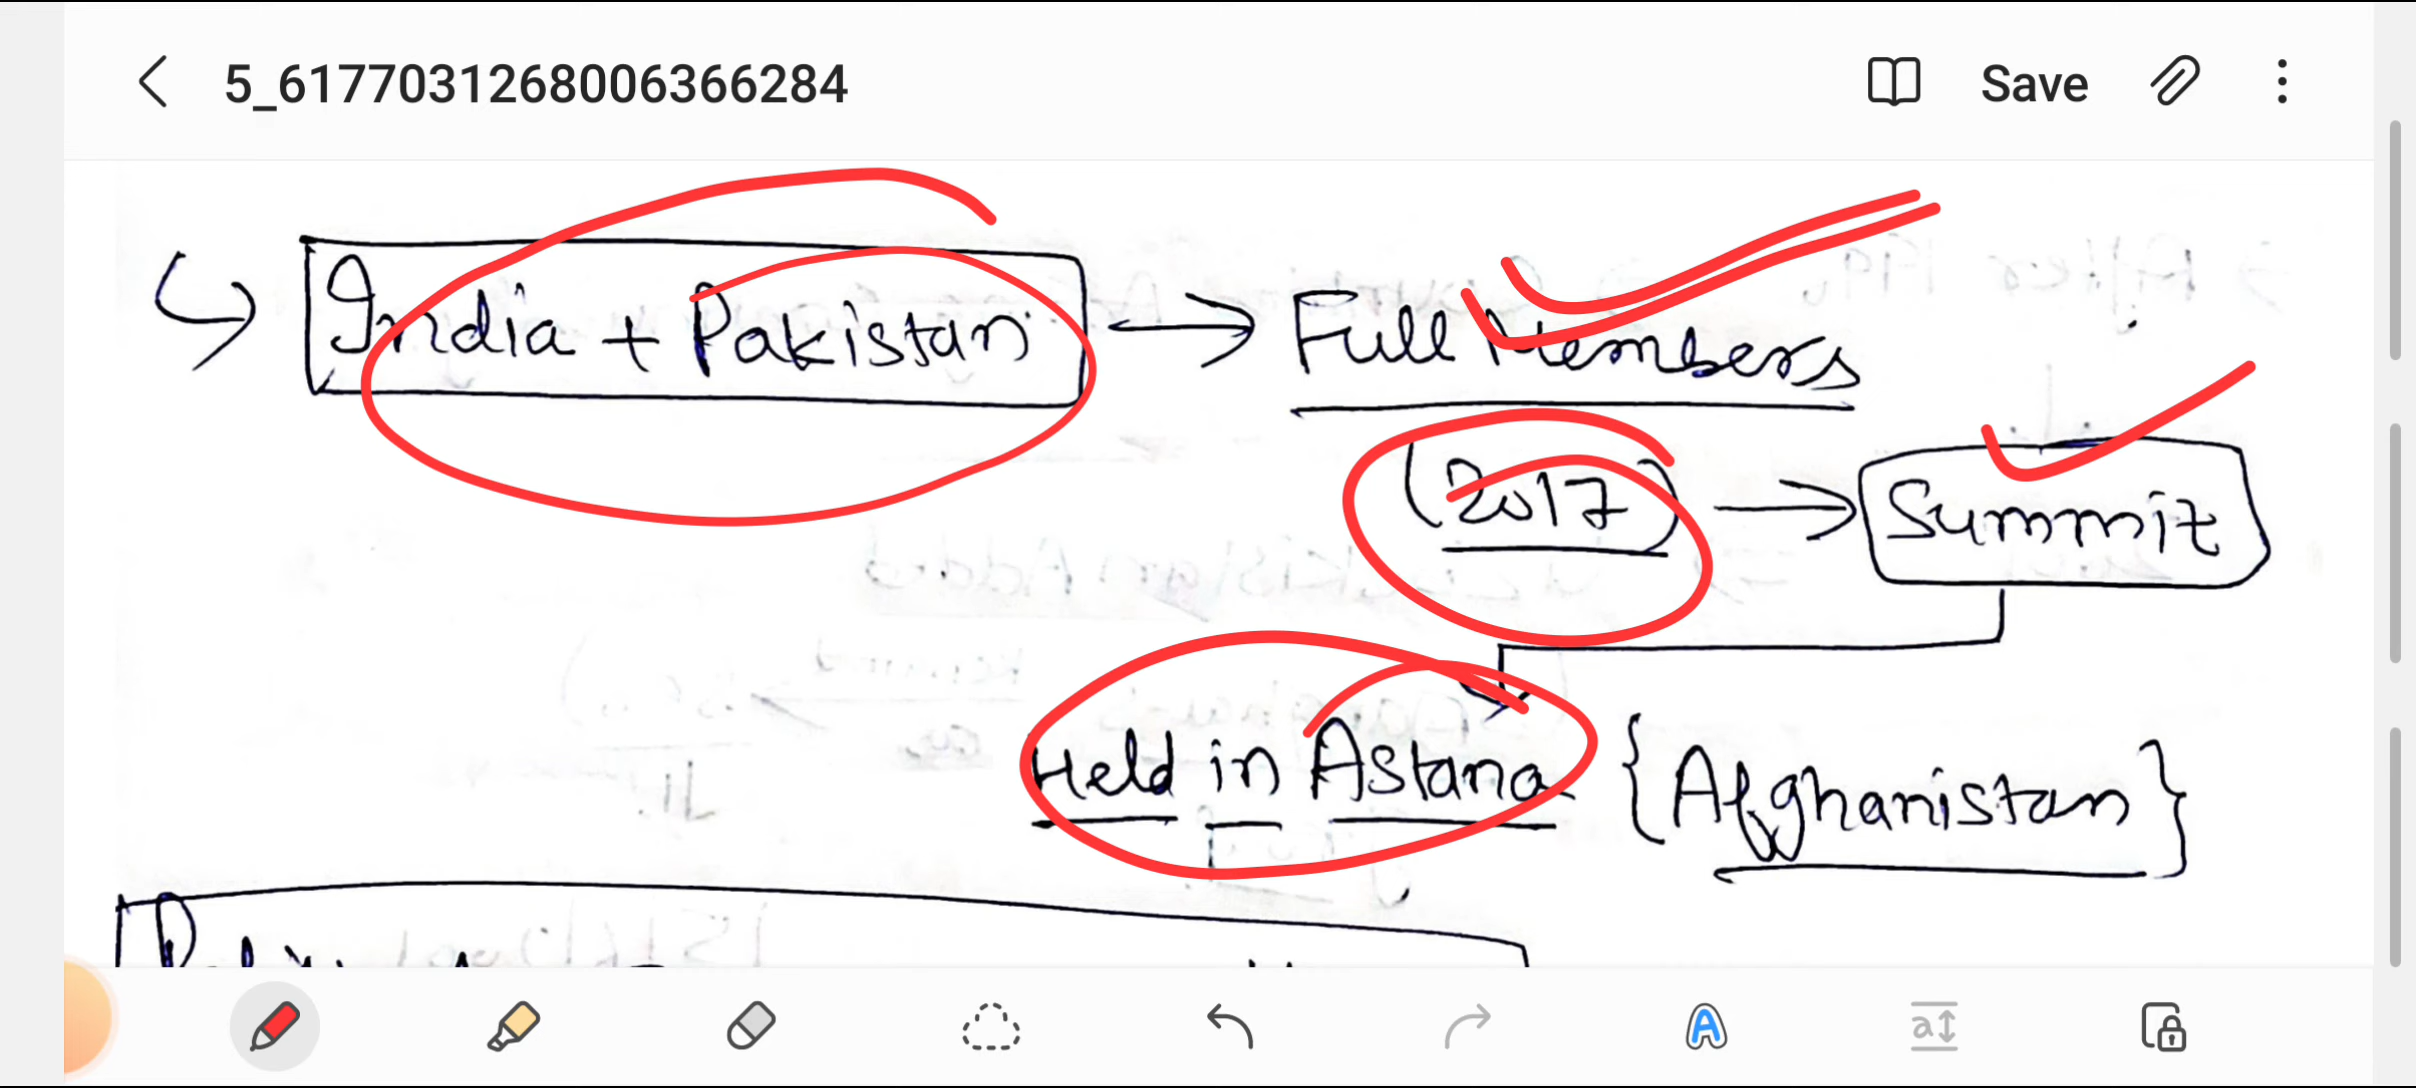 5_6177031268006366284 Save
India + Pakistan → Full Members
(2017) → Summit
Held in Astana {Afghanistan}